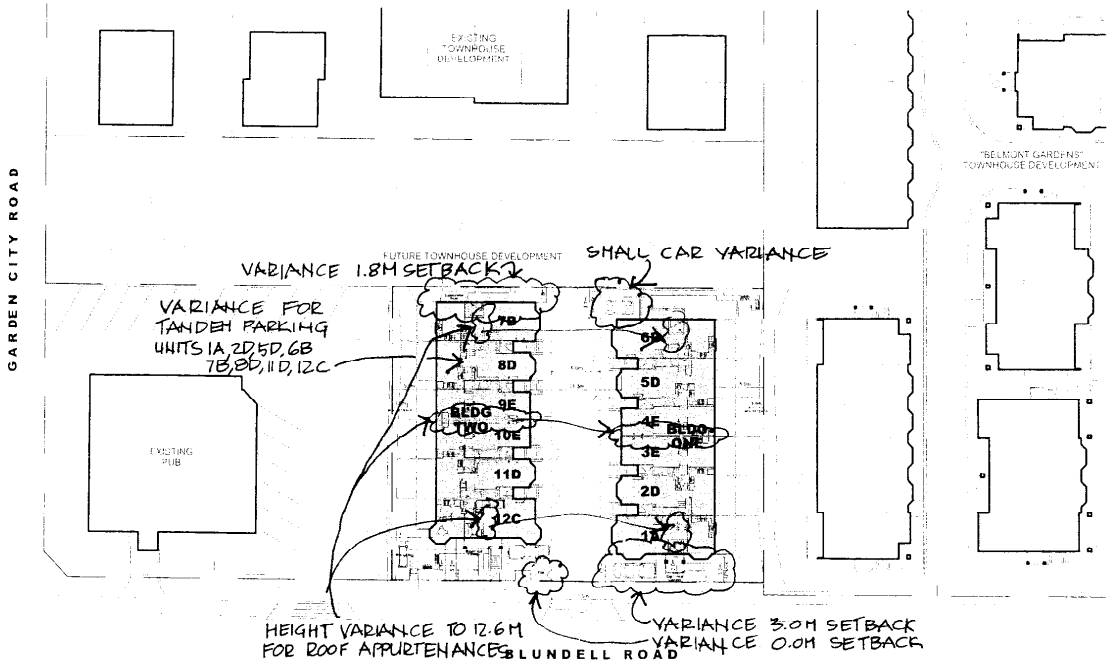 EXISTING
TOWNHOUSE
DEVELOPMENT
"BELMONT GARDENS"
TOWNHOUSE DEVELOPMENT
GARDEN CITY ROAD
SMALL CAR VARIANCE
FUTURE TOWNHOUSE DEVELOPMENT
VARIANCE 1.8M SETBACK
VARIANCE FOR
TANDEM PARKING
UNITS 1A, 2D, 5D, 6B
7B, 8D, 11D, 12C
7B
8D
9E
BLDG
TWO
10E
11D
12C
6B
5D
4E
BLDG
ONE
3E
2D
1A
EXISTING
PUB
HEIGHT VARIANCE TO 12.6M
FOR ROOF APPURTENANCES
VARIANCE 3.0M SETBACK
VARIANCE 0.0M SETBACK
BLUNDELL ROAD